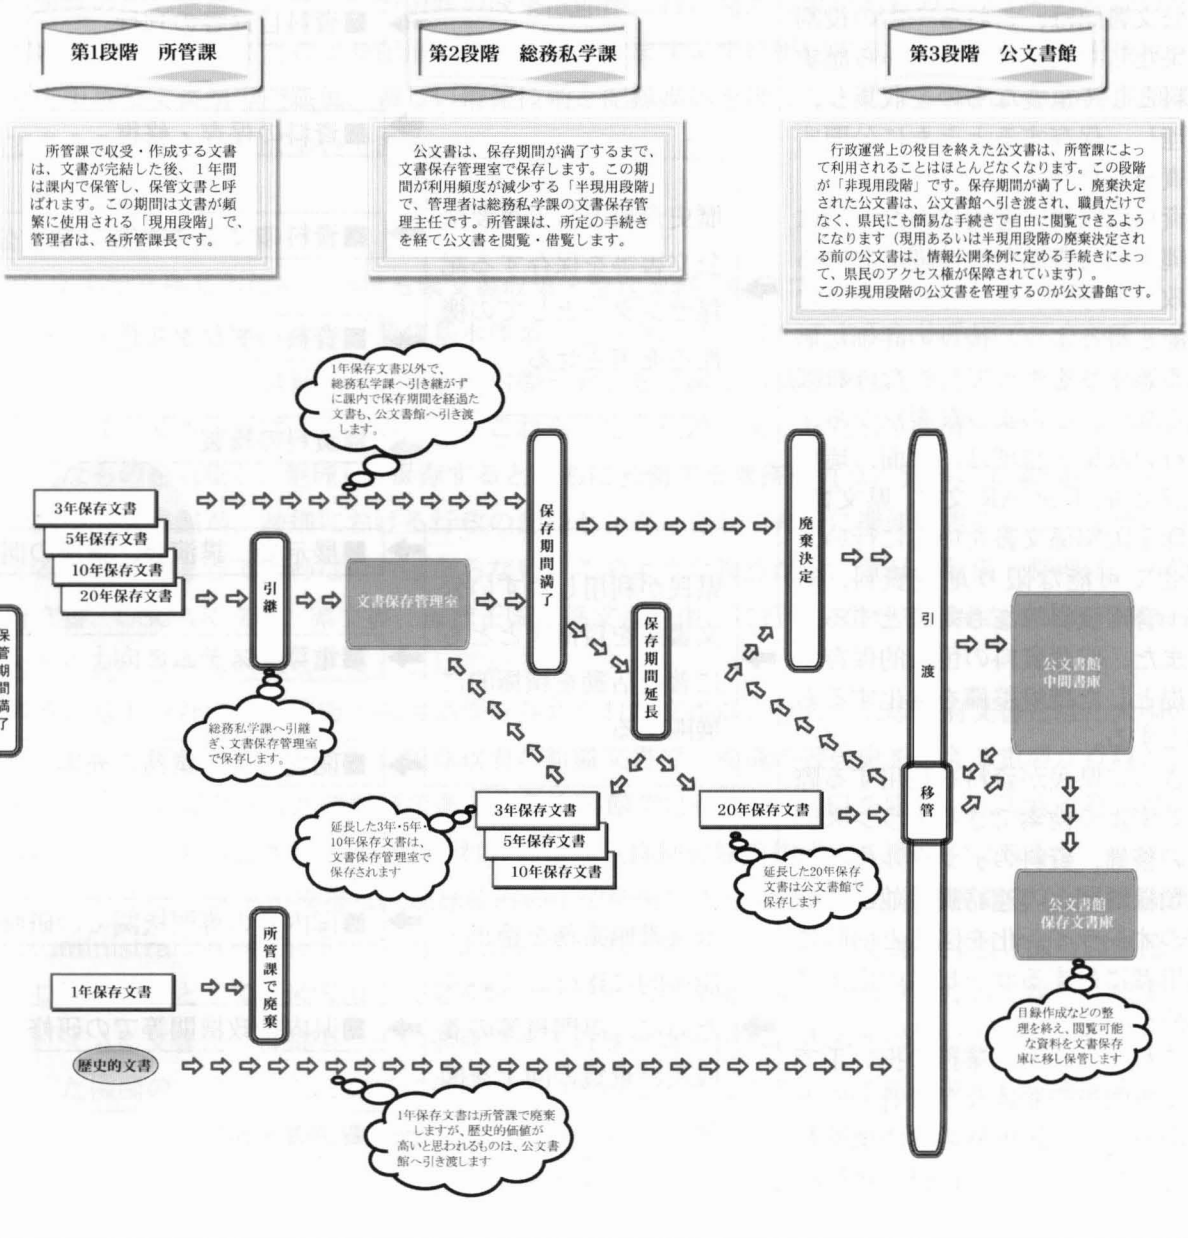 第1段階　所管課
第2段階　総務私学課
第3段階　公文書館
所管課で収受・作成する文書
は、文書が完結した後、1年間
は課内で保管し、保管文書と呼
ばれます。この期間は文書が頻
繁に使用される「現用段階」で、
管理者は、各所管課長です。
公文書は、保存期間が満了するまで、
文書保存管理室で保存します。この期
間が利用頻度が減少する「半現用段階」
で、管理者は総務私学課の文書保存管
理主任です。所管課は、所定の手続き
を経て公文書を閲覧・借覧します。
行政運営上の役目を終えた公文書は、所管課によっ
て利用されることはほとんどなくなります。この段階
が「非現用段階」です。保存期間が満了し、廃棄決定
された公文書は、公文書館へ引き渡され、職員だけで
なく、県民にも簡易な手続きで自由に閲覧できるよう
になります（現用あるいは半現用段階の廃棄決定され
る前の公文書は、情報公開条例に定める手続きによっ
て、県民のアクセス権が保障されています）。
この非現用段階の公文書を管理するのが公文書館です。
1年保存文書以外で、
総務私学課へ引き継がず
に課内で保存期間を経過た
文書も、公文書館へ引き渡
します。
3年保存文書
5年保存文書
10年保存文書
20年保存文書
保管期間満了
引継
文書保存管理室
保存期間満了
保存期間延長
廃棄決定
引渡
移管
公文書館
中間書庫
総務私学課へ引継
ぎ、文書保存管理室
で保存します。
延長した3年・5年・
10年保存文書は、
文書保存管理室で
保存されます
3年保存文書
5年保存文書
10年保存文書
20年保存文書
延長した20年保存
文書は公文書館で
保存します
公文書館
保存文書庫
目録作成などの整
理を終え、閲覧可能
な資料を文書保存
庫に移し保管します
1年保存文書
所管課で廃棄
歴史的文書
1年保存文書は所管課で廃棄
しますが、歴史的価値が
高いと思われるものは、公文書
館へ引き渡します